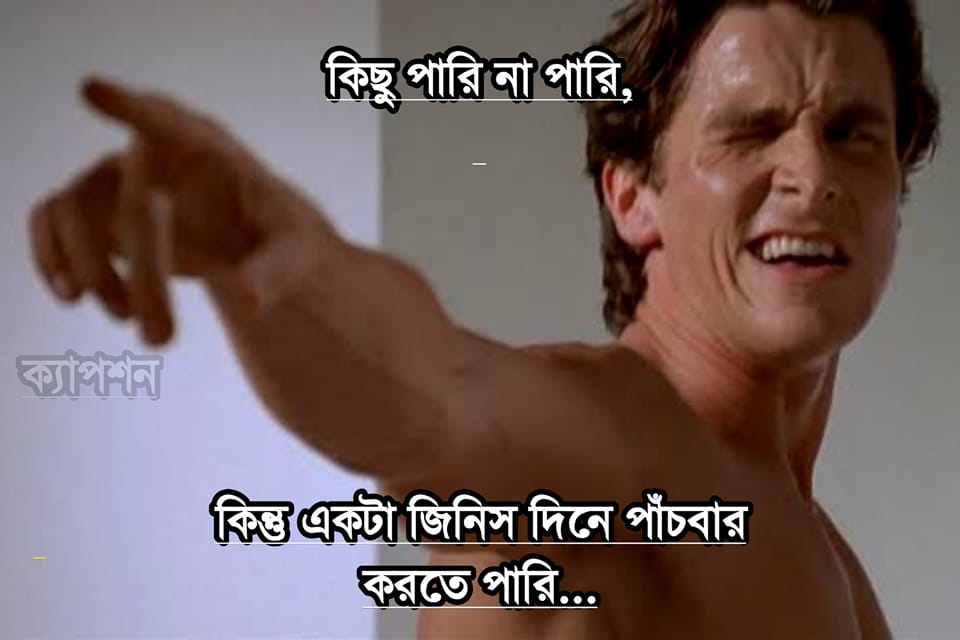 কিছু পারি না পারি,
ক্যাপশন
কিন্তু একটা জিনিস দিনে পাঁচবার
করতে পারি...